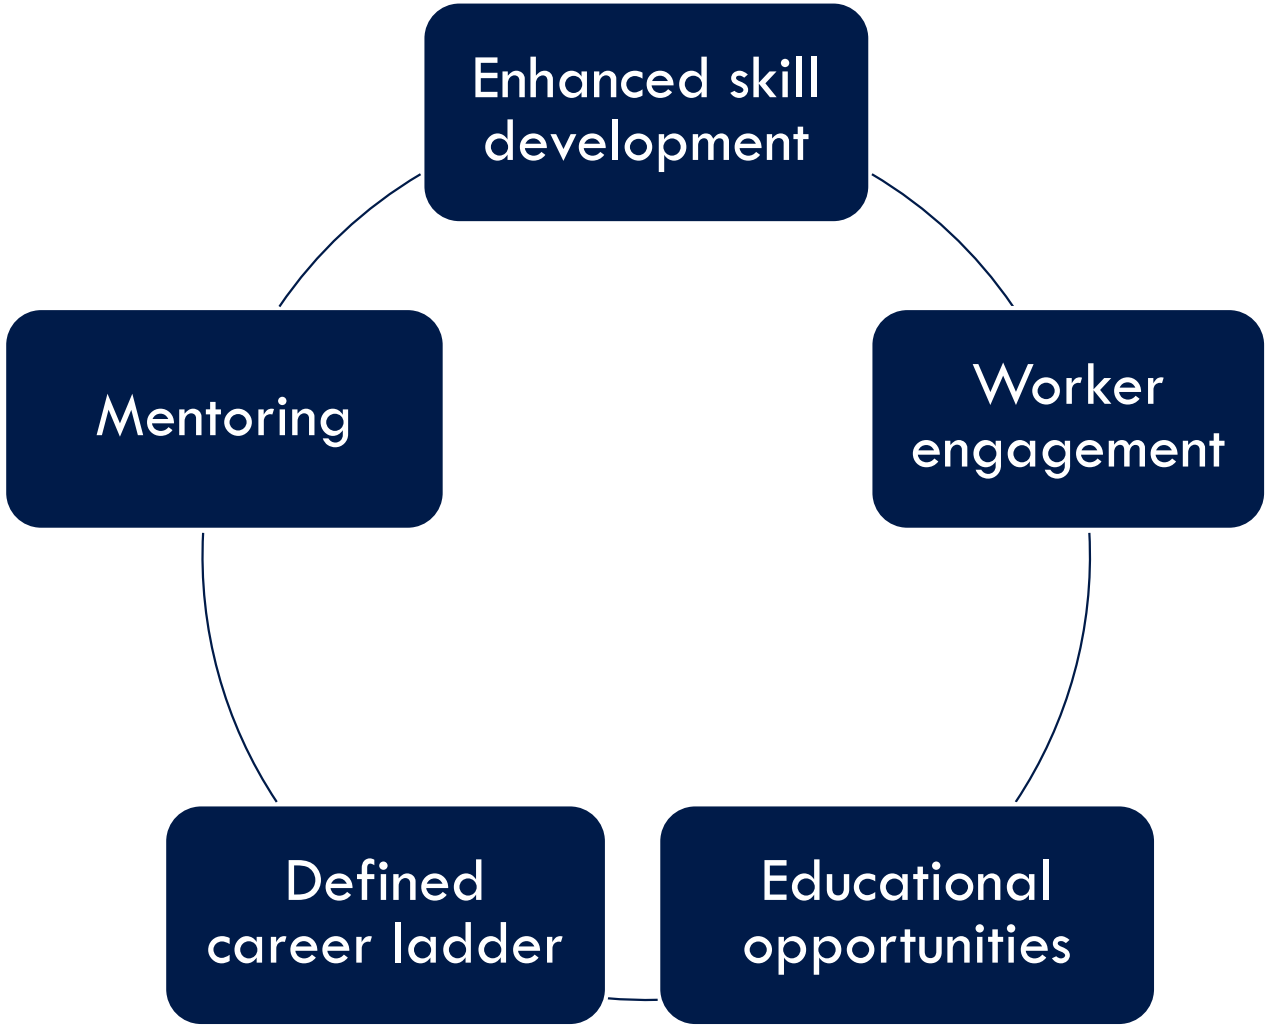 Enhanced skill
development
Mentoring
Worker
engagement
Defined
career ladder
Educational
opportunities